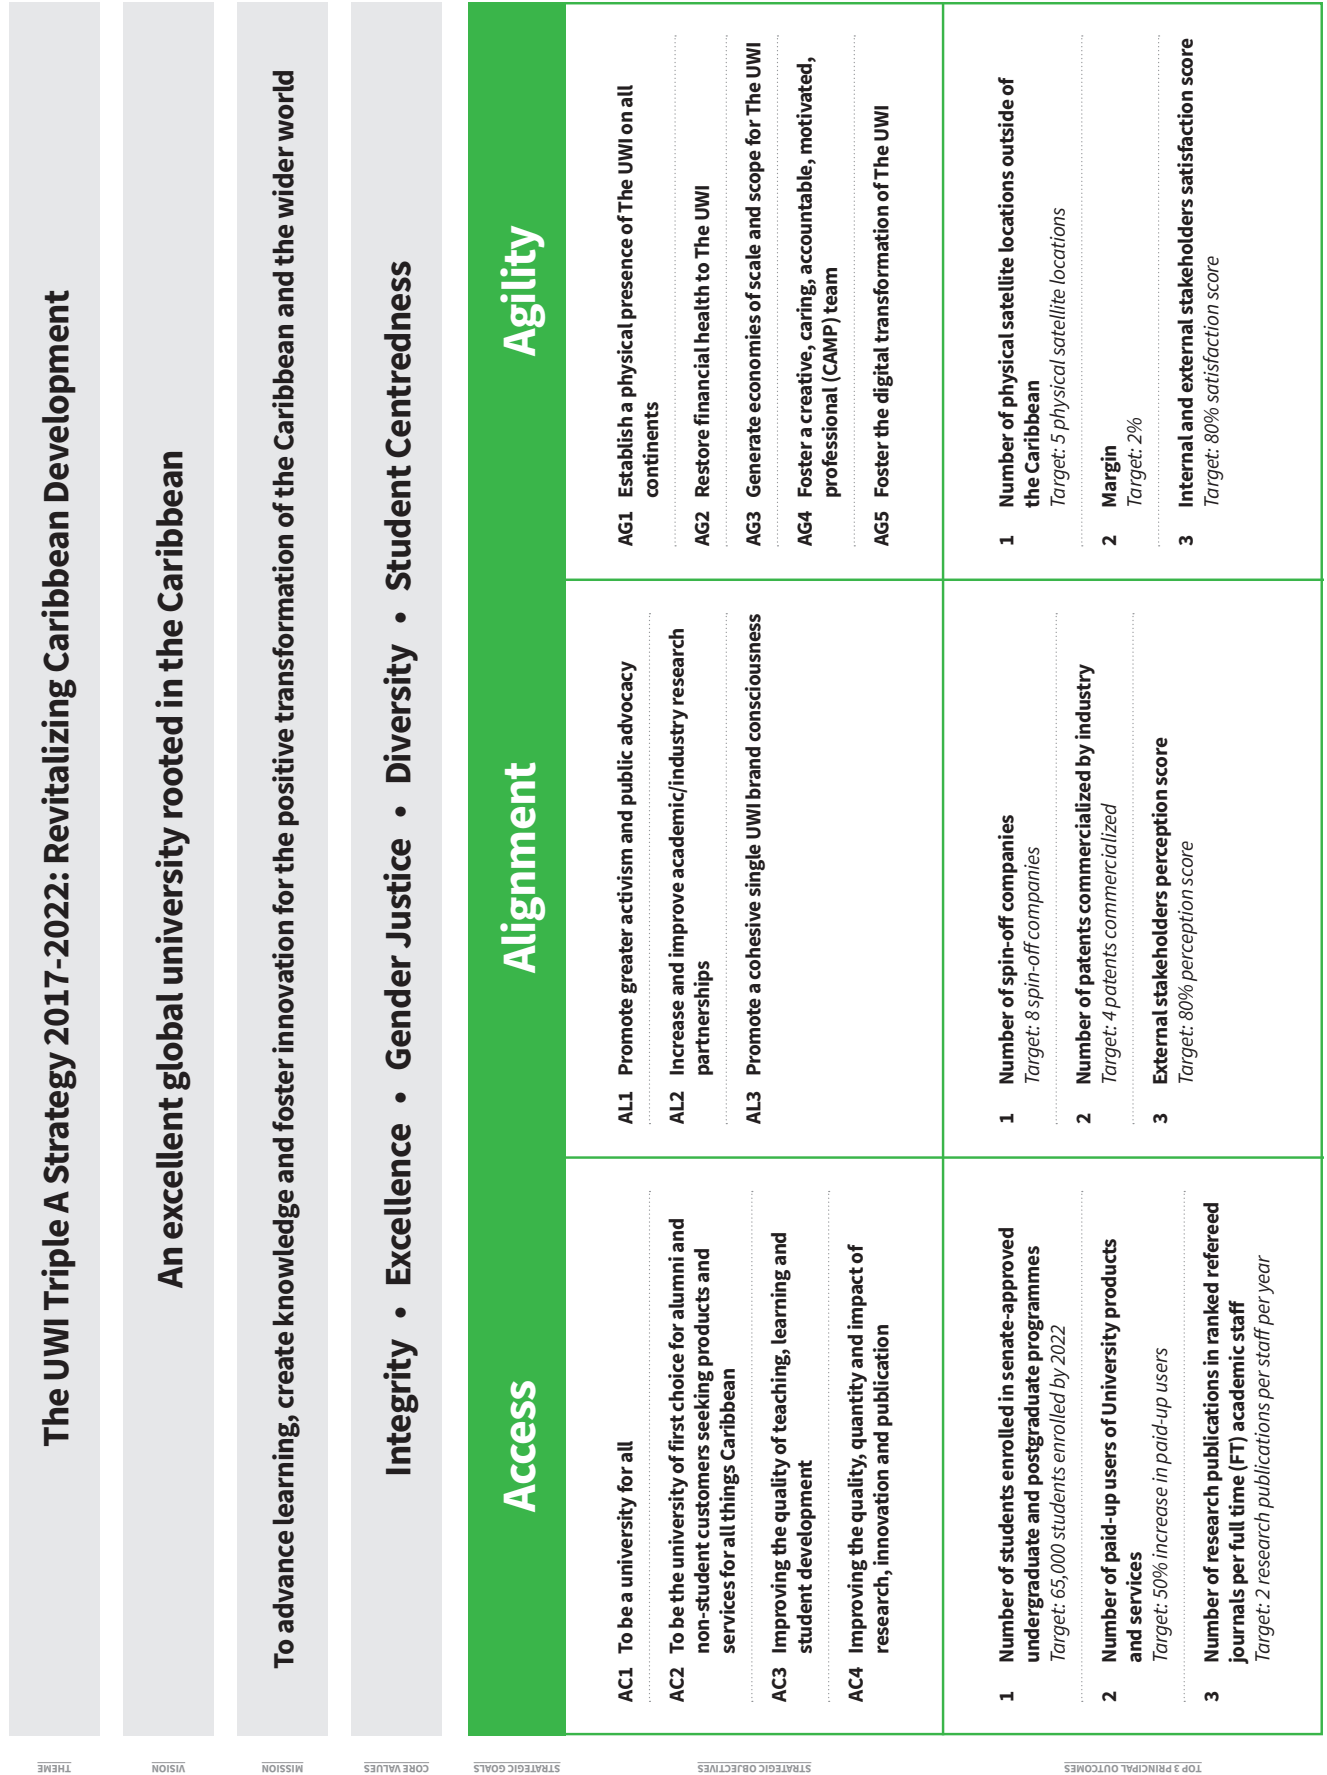 THEME
The UWI Triple A Strategy 2017-2022: Revitalizing Caribbean Development
VISION
An excellent global university rooted in the Caribbean
MISSION
To advance learning, create knowledge and foster innovation for the positive transformation of the Caribbean and the wider world
CORE VALUES
Integrity • Excellence • Gender Justice • Diversity • Student Centredness
STRATEGIC GOALS
Access
Alignment
Agility
STRATEGIC OBJECTIVES
AC1 To be a university for all
AC2 To be the university of first choice for alumni and
non-student customers seeking products and
services for all things Caribbean
AC3 Improving the quality of teaching, learning and
student development
AC4 Improving the quality, quantity and impact of
research, innovation and publication
AL1 Promote greater activism and public advocacy
AL2 Increase and improve academic/industry research
partnerships
AL3 Promote a cohesive single UWI brand consciousness
AG1 Establish a physical presence of The UWI on all
continents
AG2 Restore financial health to The UWI
AG3 Generate economies of scale and scope for The UWI
AG4 Foster a creative, caring, accountable, motivated,
professional (CAMP) team
AG5 Foster the digital transformation of The UWI
TOP 3 PRINCIPAL OUTCOMES
1 Number of students enrolled in senate-approved
undergraduate and postgraduate programmes
Target: 65,000 students enrolled by 2022
2 Number of paid-up users of University products
and services
Target: 50% increase in paid-up users
3 Number of research publications in ranked refereed
journals per full time (FT) academic staff
Target: 2 research publications per staff per year
1 Number of spin-off companies
Target: 8 spin-off companies
2 Number of patents commercialized by industry
Target: 4 patents commercialized
3 External stakeholders perception score
Target: 80% perception score
1 Number of physical satellite locations outside of
the Caribbean
Target: 5 physical satellite locations
2 Margin
Target: 2%
3 Internal and external stakeholders satisfaction score
Target: 80% satisfaction score